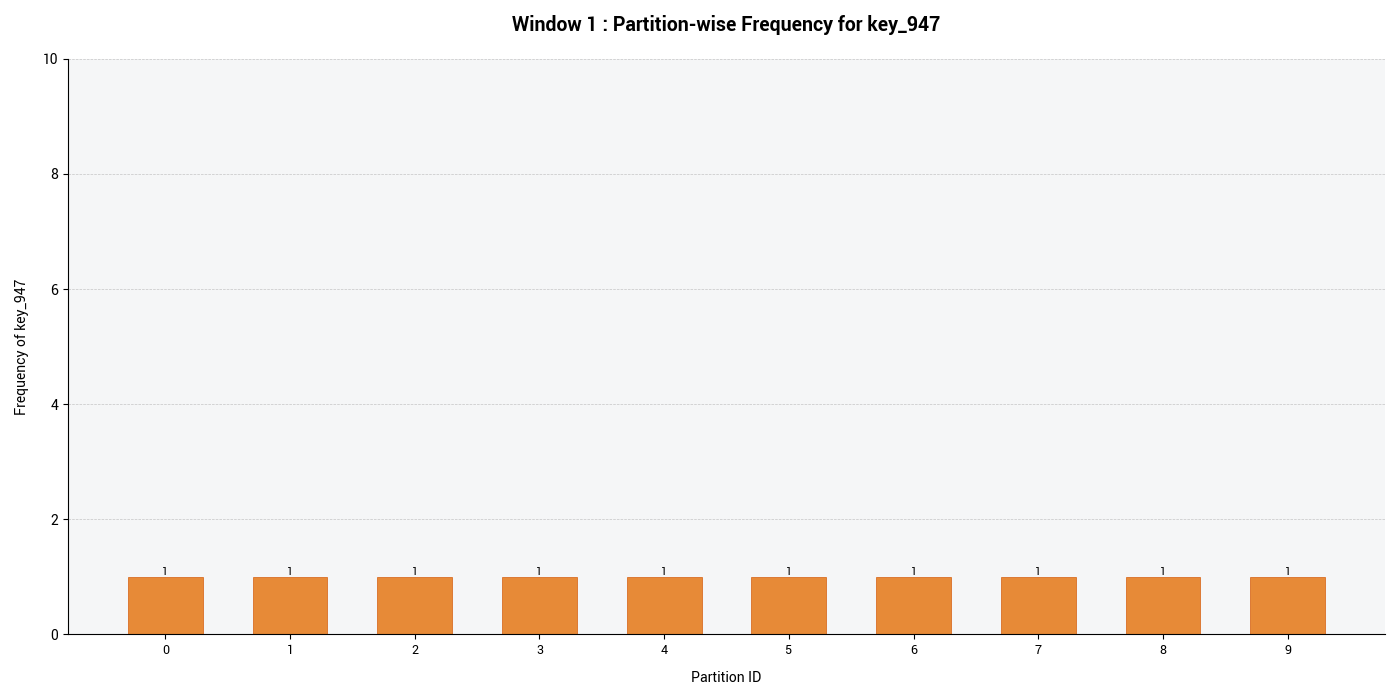 Window 1 : Partition-wise Frequency for key_947
10
8
6
4
2
0
Frequency of key_947
1 1 1 1 1 1 1 1 1 1
0 1 2 3 4 5 6 7 8 9
Partition ID